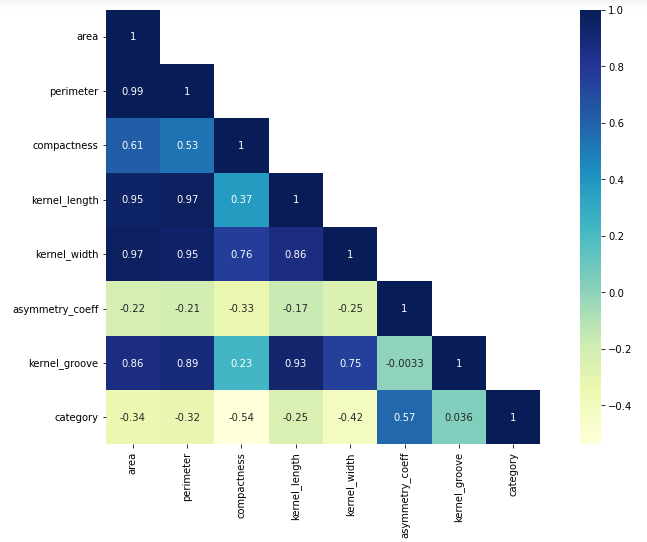 1.0
area
1
0.8
perimeter
0.99 1
compactness
0.61 0.53 1
0.6
kernel_length
0.95 0.97 0.37 1
0.4
kernel_width
0.97 0.95 0.76 0.86 1
0.2
0.0
asymmetry_coeff
-0.22 -0.21 -0.33 -0.17 -0.25 1
−0.2
kernel_groove
0.86 0.89 0.23 0.93 0.75 -0.0033 1
−0.4
category
-0.34 -0.32 -0.54 -0.25 -0.42 0.57 0.036 1
area
perimeter
compactness
kernel_length
kernel_width
asymmetry_coeff
kernel_groove
category